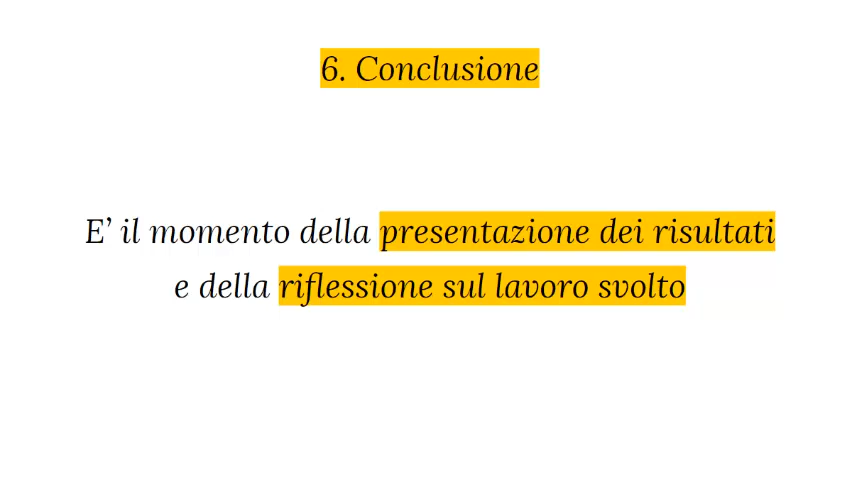 6. Conclusione
E’ il momento della presentazione dei risultati
e della riflessione sul lavoro svolto